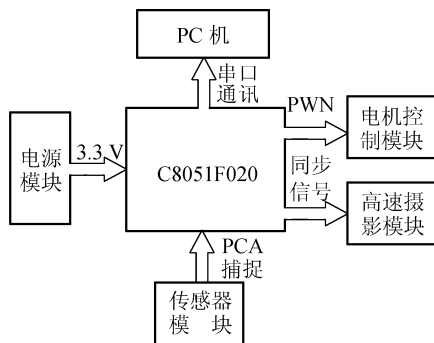 PC 机
串口
通讯
PWN
电机控
制模块
电源
模块
3.3 V
C8051F020
同步
信号
高速摄
影模块
PCA
捕捉
传感器
模 块